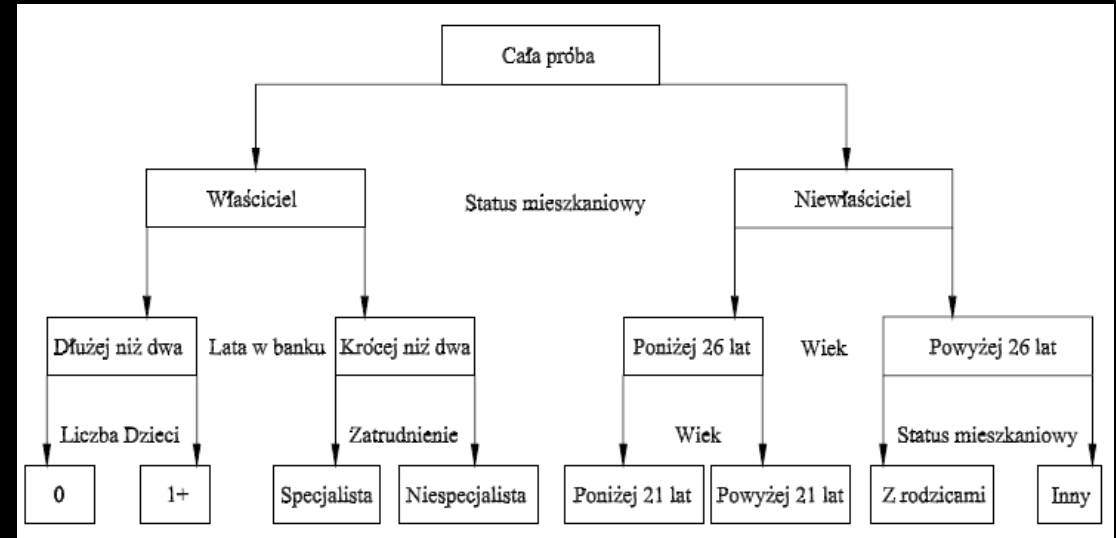 Cała próba
Właściciel
Status mieszkaniowy
Niewłaściciel
Dłużej niż dwa
Lata w banku
Krócej niż dwa
Poniżej 26 lat
Wiek
Powyżej 26 lat
Liczba Dzieci
Zatrudnienie
Wiek
Status mieszkaniowy
0
1+
Specjalista
Niespecjalista
Poniżej 21 lat
Powyżej 21 lat
Z rodzicami
Inny